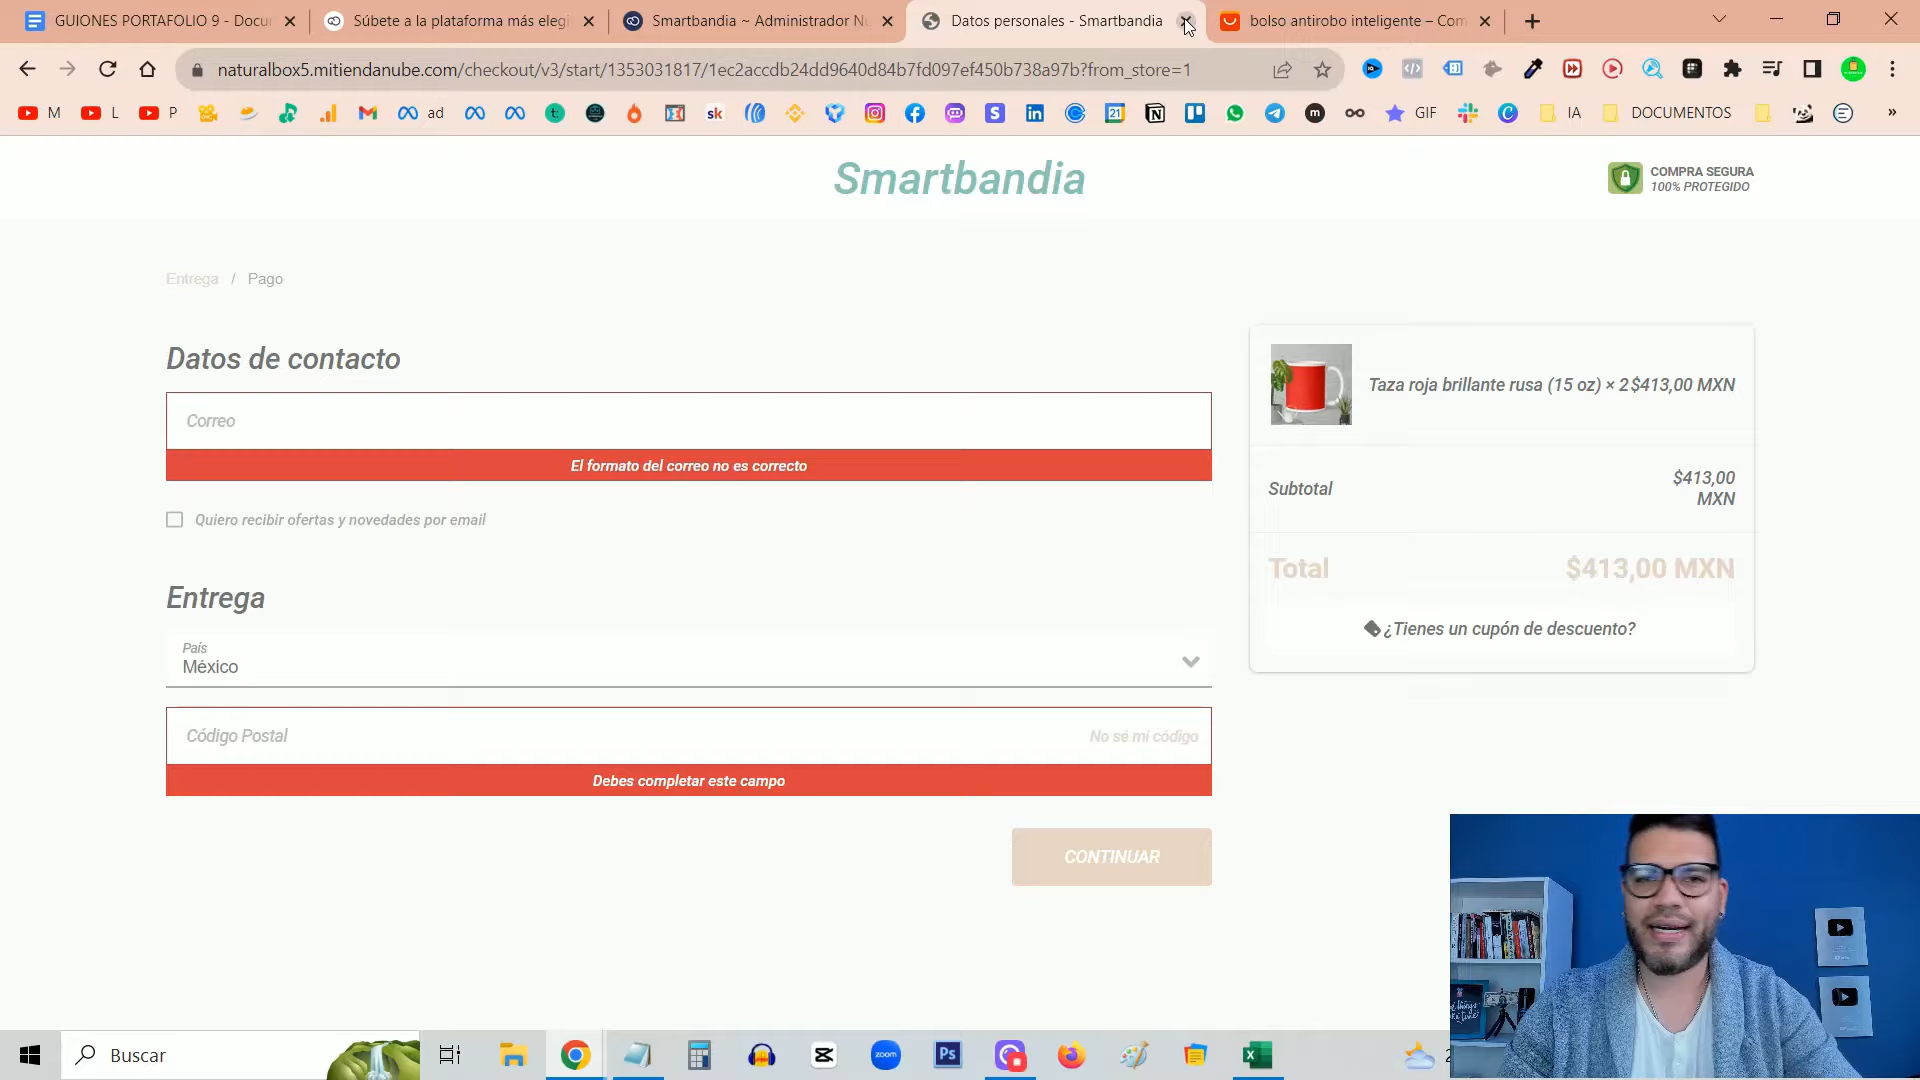 GUIONES PORTAFOLIO 9 - Docu
Súbete a la plataforma más eleg
Smartbandia ~ Administrador Nu
Datos personales - Smartbandia
bolso antirobo inteligente – Com
naturalbox5.mitiendanube.com/checkout/v3/start/1353031817/1ec2accdb24dd9640d84b7fd097ef450b738a97b?from_store=1
M
L
P
ad
sk
GIF
IA
DOCUMENTOS
»
Smartbandia
COMPRA SEGURA
100% PROTEGIDO
Entrega / Pago
Datos de contacto
Correo
El formato del correo no es correcto
Quiero recibir ofertas y novedades por email
Entrega
País
México
Código Postal
No sé mi código
Debes completar este campo
CONTINUAR
Taza roja brillante rusa (15 oz) × 2 $413,00 MXN
Subtotal
$413,00
MXN
Total
$413,00 MXN
¿Tienes un cupón de descuento?
Buscar
zoom
Ps